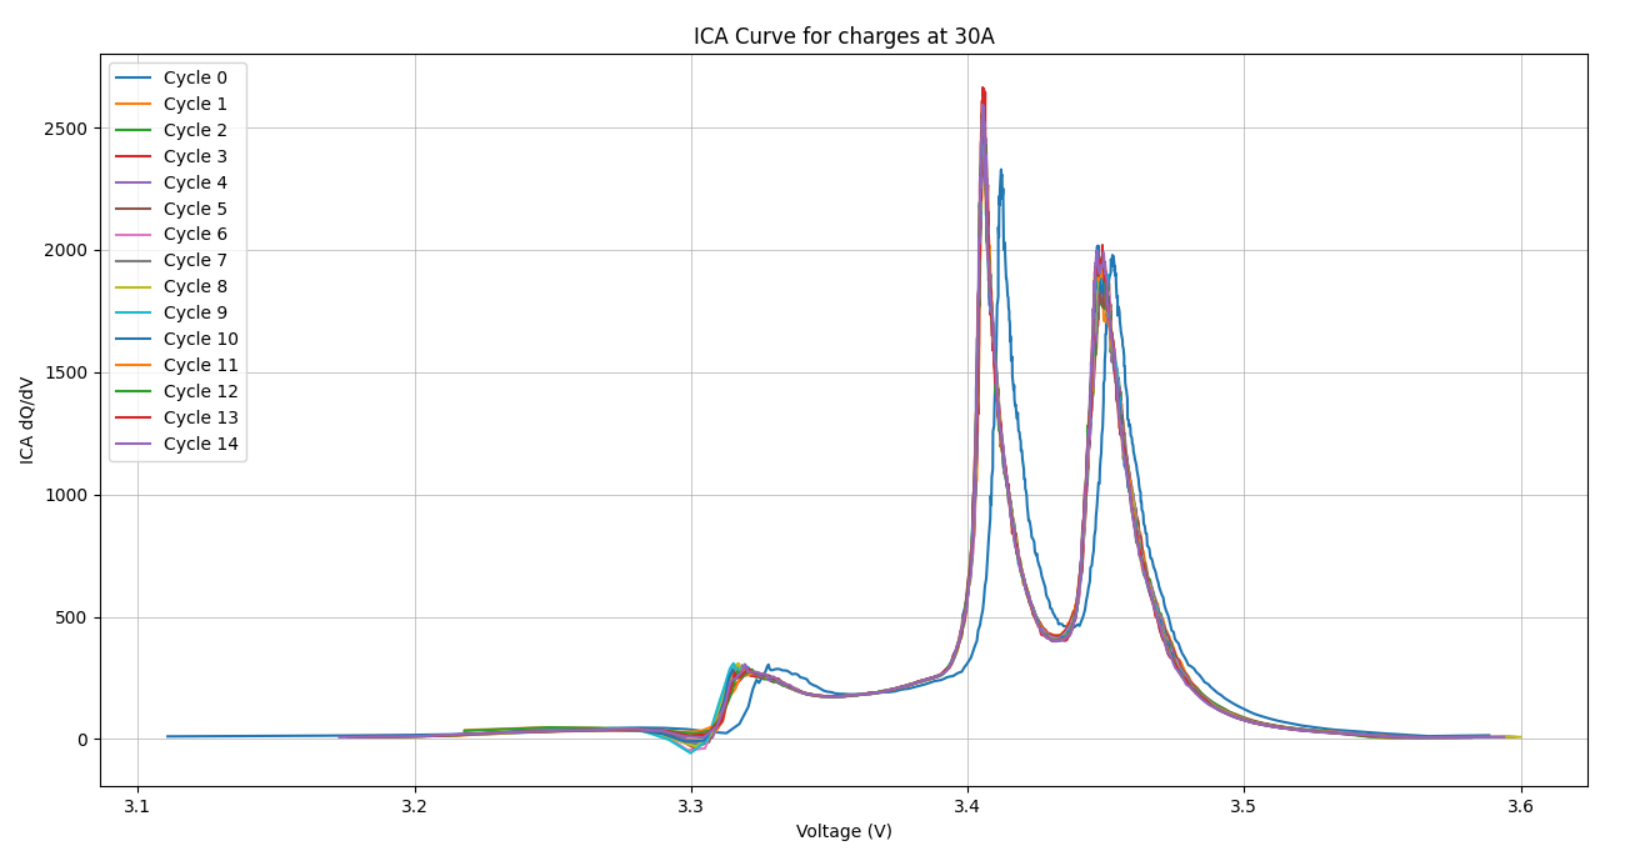 ICA Curve for charges at 30A
Cycle 0
Cycle 1
Cycle 2
Cycle 3
Cycle 4
Cycle 5
Cycle 6
Cycle 7
Cycle 8
Cycle 9
Cycle 10
Cycle 11
Cycle 12
Cycle 13
Cycle 14
ICA dQ/dV
2500
2000
1500
1000
500
0
3.1
3.2
3.3
3.4
3.5
3.6
Voltage (V)